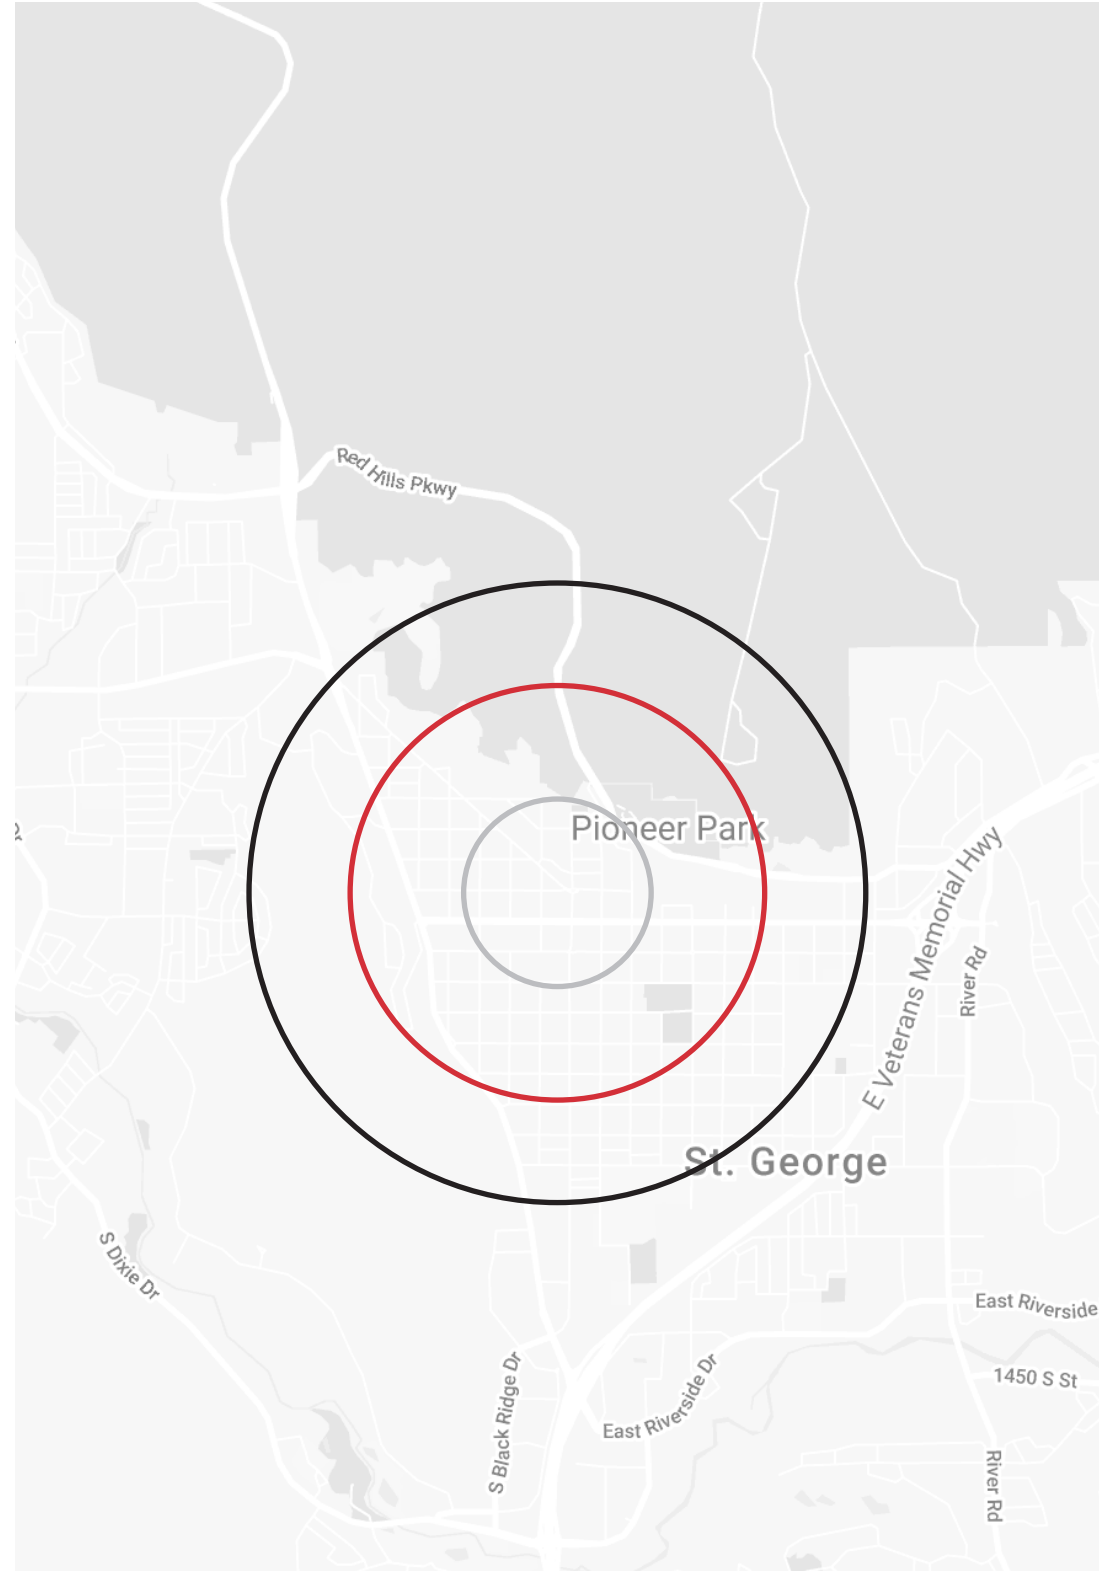 Red Hills Pkwy
Pioneer Park
E Veterans Memorial Hwy
River Rd
St. George
S Dixie Dr
East Riverside
1450 S St
S Black Ridge Dr
East Riverside Dr
River Rd